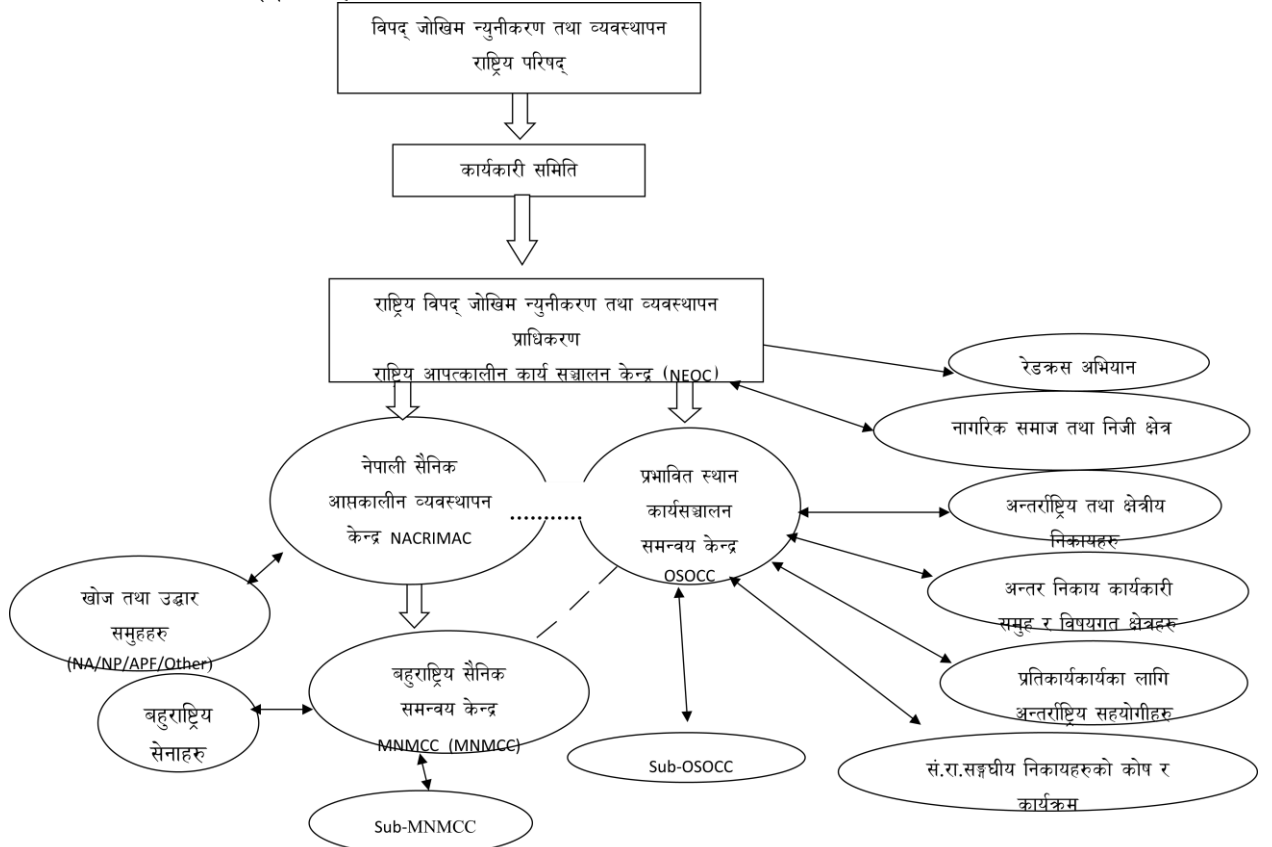 विपद् जोखिम न्युनीकरण तथा व्यवस्थापन
राष्ट्रिय परिषद्
कार्यकारी समिति
राष्ट्रिय विपद् जोखिम न्युनीकरण तथा व्यवस्थापन
प्राधिकरण
राष्ट्रिय आपत्कालीन कार्य सञ्चालन केन्द्र (NEOC)
रेडक्रस अभियान
नागरिक समाज तथा निजी क्षेत्र
नेपाली सैनिक
आप्तकालीन व्यवस्थापन
केन्द्र NACRIMAC
प्रभावित स्थान
कार्यसञ्चालन
समन्वय केन्द्र
OSOCC
अन्तर्राष्ट्रिय तथा क्षेत्रीय
निकायहरु
खोज तथा उद्धार
समुहहरु
(NA/NP/APF/Other)
अन्तर निकाय कार्यकारी
समुह र विषयगत क्षेत्रहरु
बहुराष्ट्रिय सैनिक
समन्वय केन्द्र
MNMCC (MNMCC)
बहुराष्ट्रिय
सेनाहरु
प्रतिकार्यकार्यका लागि
अन्तर्राष्ट्रिय सहयोगीहरु
Sub-OSOCC
सं.रा.सङ्घीय निकायहरुको कोष र
कार्यक्रम
Sub-MNMCC